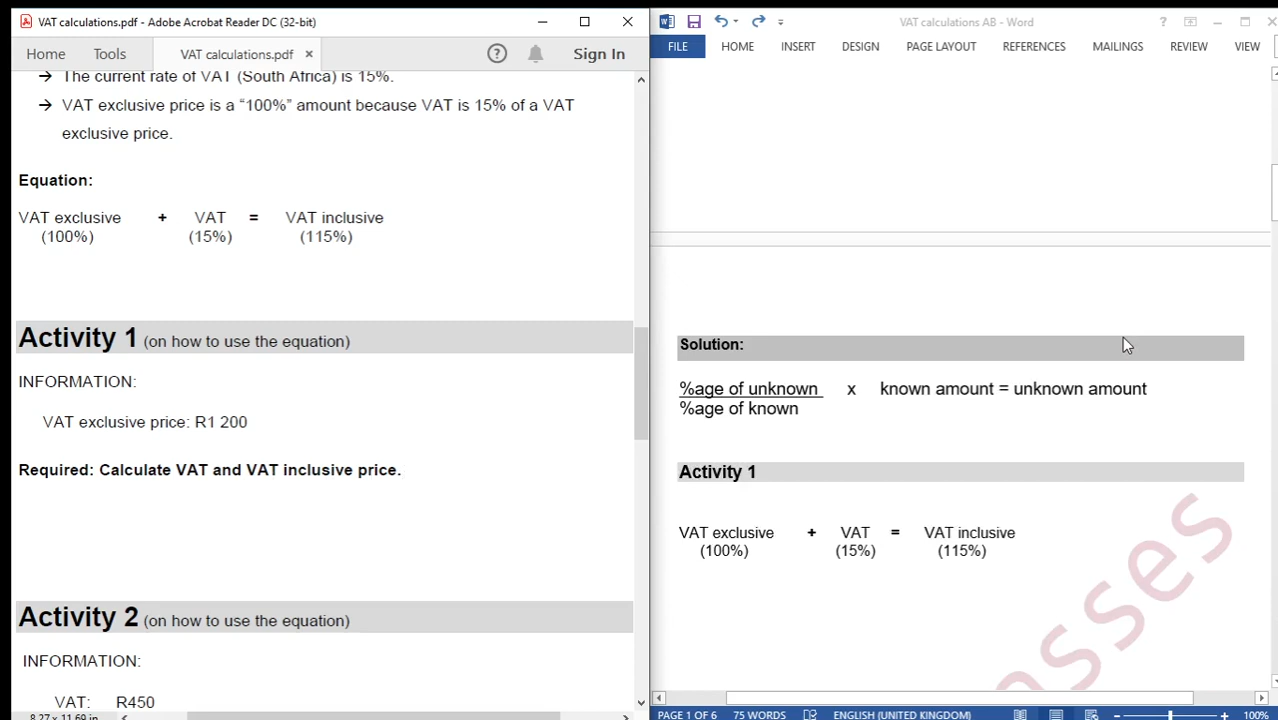 VAT calculations.pdf - Adobe Acrobat Reader DC (32-bit)
Home Tools VAT calculations.pdf × ? Sign In
→ The current rate of VAT (South Africa) is 15%.
→ VAT exclusive price is a “100%” amount because VAT is 15% of a VAT
exclusive price.
Equation:
VAT exclusive + VAT = VAT inclusive
(100%) (15%) (115%)
Activity 1 (on how to use the equation)
INFORMATION:
VAT exclusive price: R1 200
Required: Calculate VAT and VAT inclusive price.
Activity 2 (on how to use the equation)
INFORMATION:
VAT: R450
8.27 x 11.69 in
VAT calculations AB - Word
FILE HOME INSERT DESIGN PAGE LAYOUT REFERENCES MAILINGS REVIEW VIEW
Solution:
%age of unknown x known amount = unknown amount
%age of known
Activity 1
VAT exclusive + VAT = VAT inclusive
(100%) (15%) (115%)
asses
PAGE 1 OF 6 75 WORDS ENGLISH (UNITED KINGDOM) 100%